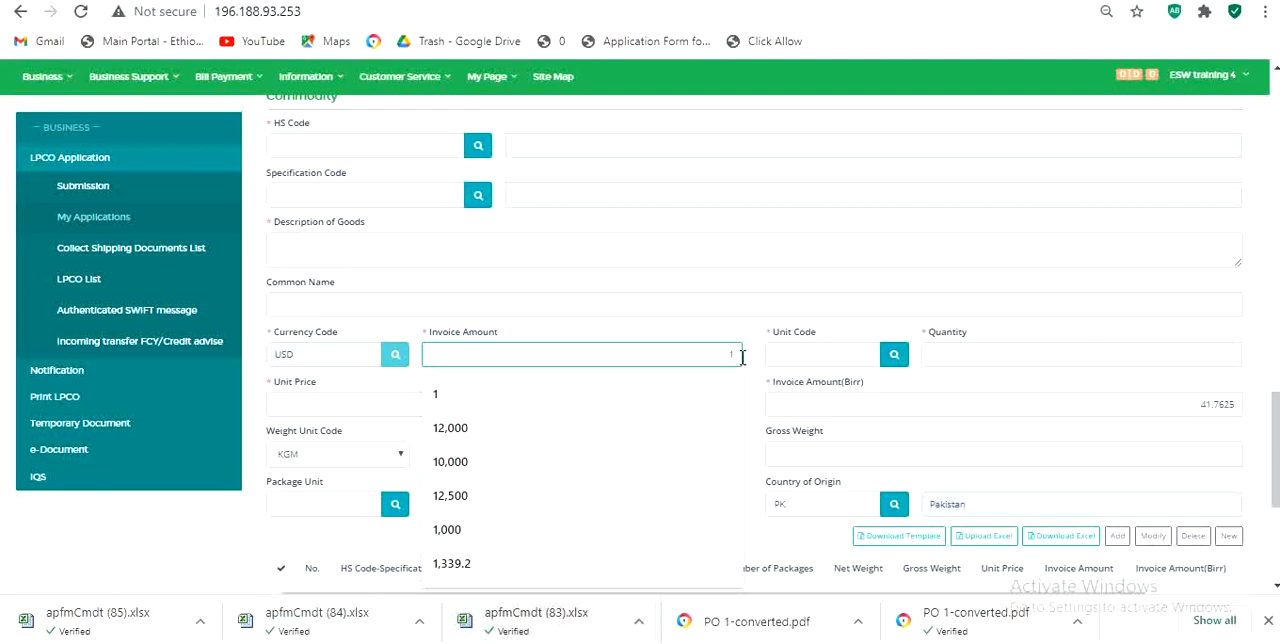 Not secure | 196.188.93.253
Gmail Main Portal - Ethio... YouTube Maps Trash - Google Drive 0 Application Form fo... Click Allow
Business Business Support Bill Payment Information Customer Service My Page Site Map 0 0 0 ESW training 4
Commodity
— BUSINESS —
LPCO Application
Submission
My Applications
Collect Shipping Documents List
LPCO List
Authenticated SWIFT message
Incoming transfer FCY/Credit advise
Notification
Print LPCO
Temporary Document
e-Document
IQS
* HS Code
Specification Code
* Description of Goods
Common Name
* Currency Code * Invoice Amount * Unit Code * Quantity
USD 1
* Unit Price * Invoice Amount(Birr)
41.7625
Weight Unit Code Gross Weight
KGM
Package Unit Country of Origin
PK Pakistan
1
12,000
10,000
12,500
1,000
1,339.2
Download Template Upload Excel Download Excel Add Modify Delete New
No. HS Code-Specificat ber of Packages Net Weight Gross Weight Unit Price Invoice Amount Invoice Amount(Birr)
Activate Windows
Go to Settings to activate Windows.
apfmCmdt (85).xlsx Verified
apfmCmdt (84).xlsx Verified
apfmCmdt (83).xlsx Verified
PO 1-converted.pdf
PO 1-converted.pdf Verified
Show all